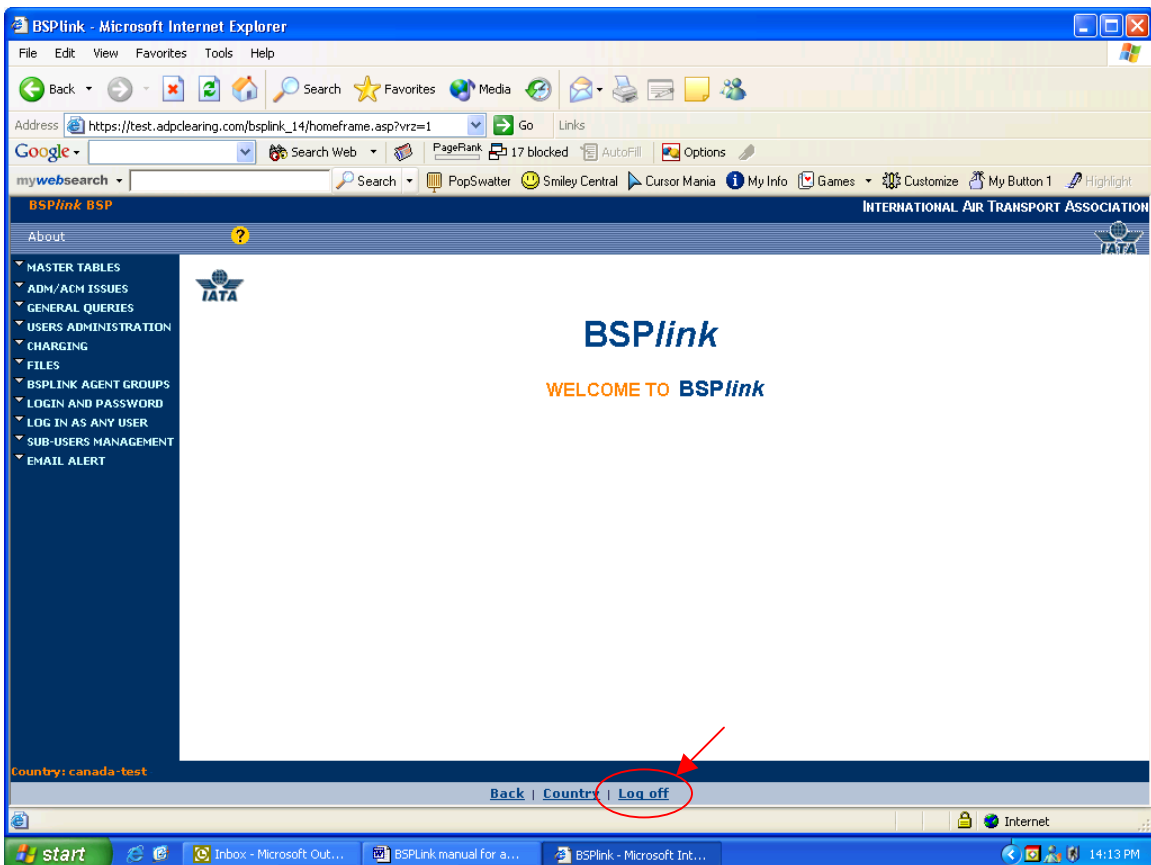 BSPlink - Microsoft Internet Explorer
File Edit View Favorites Tools Help
Back Search Favorites Media
Address https://test.adpclearing.com/bsplink_14/homeframe.asp?vrz=1 Go Links
Google Search Web PageRank 17 blocked AutoFill Options
mywebsearch Search PopSwatter Smiley Central Cursor Mania My Info Games Customize My Button 1 Highlight
BSPlink BSP INTERNATIONAL AIR TRANSPORT ASSOCIATION
About ? IATA
MASTER TABLES
ADM/ACM ISSUES
GENERAL QUERIES
USERS ADMINISTRATION
CHARGING
FILES
BSPLINK AGENT GROUPS
LOGIN AND PASSWORD
LOG IN AS ANY USER
SUB-USERS MANAGEMENT
EMAIL ALERT
IATA
BSPlink
WELCOME TO BSPlink
Country: canada-test
Back | Country | Log off
Internet
start Inbox - Microsoft Out... BSPLink manual for a... BSPlink - Microsoft Int... 14:13 PM